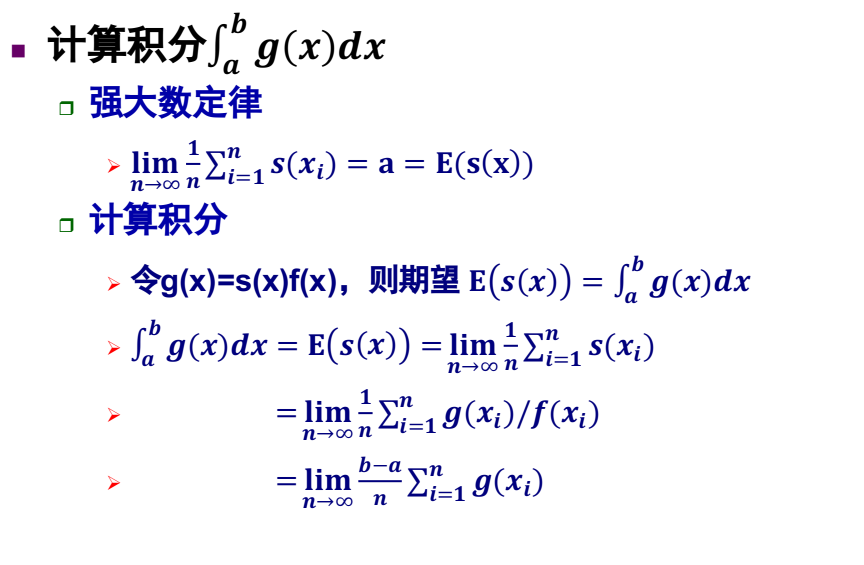 计算积分∫_a^b g(x)dx
强大数定律
lim_{n→∞} 1/n ∑_{i=1}^n s(x_i) = a = E(s(x))
计算积分
令g(x)=s(x)f(x)，则期望 E(s(x)) = ∫_a^b g(x)dx
∫_a^b g(x)dx = E(s(x)) = lim_{n→∞} 1/n ∑_{i=1}^n s(x_i)
= lim_{n→∞} 1/n ∑_{i=1}^n g(x_i)/f(x_i)
= lim_{n→∞} b−a/n ∑_{i=1}^n g(x_i)